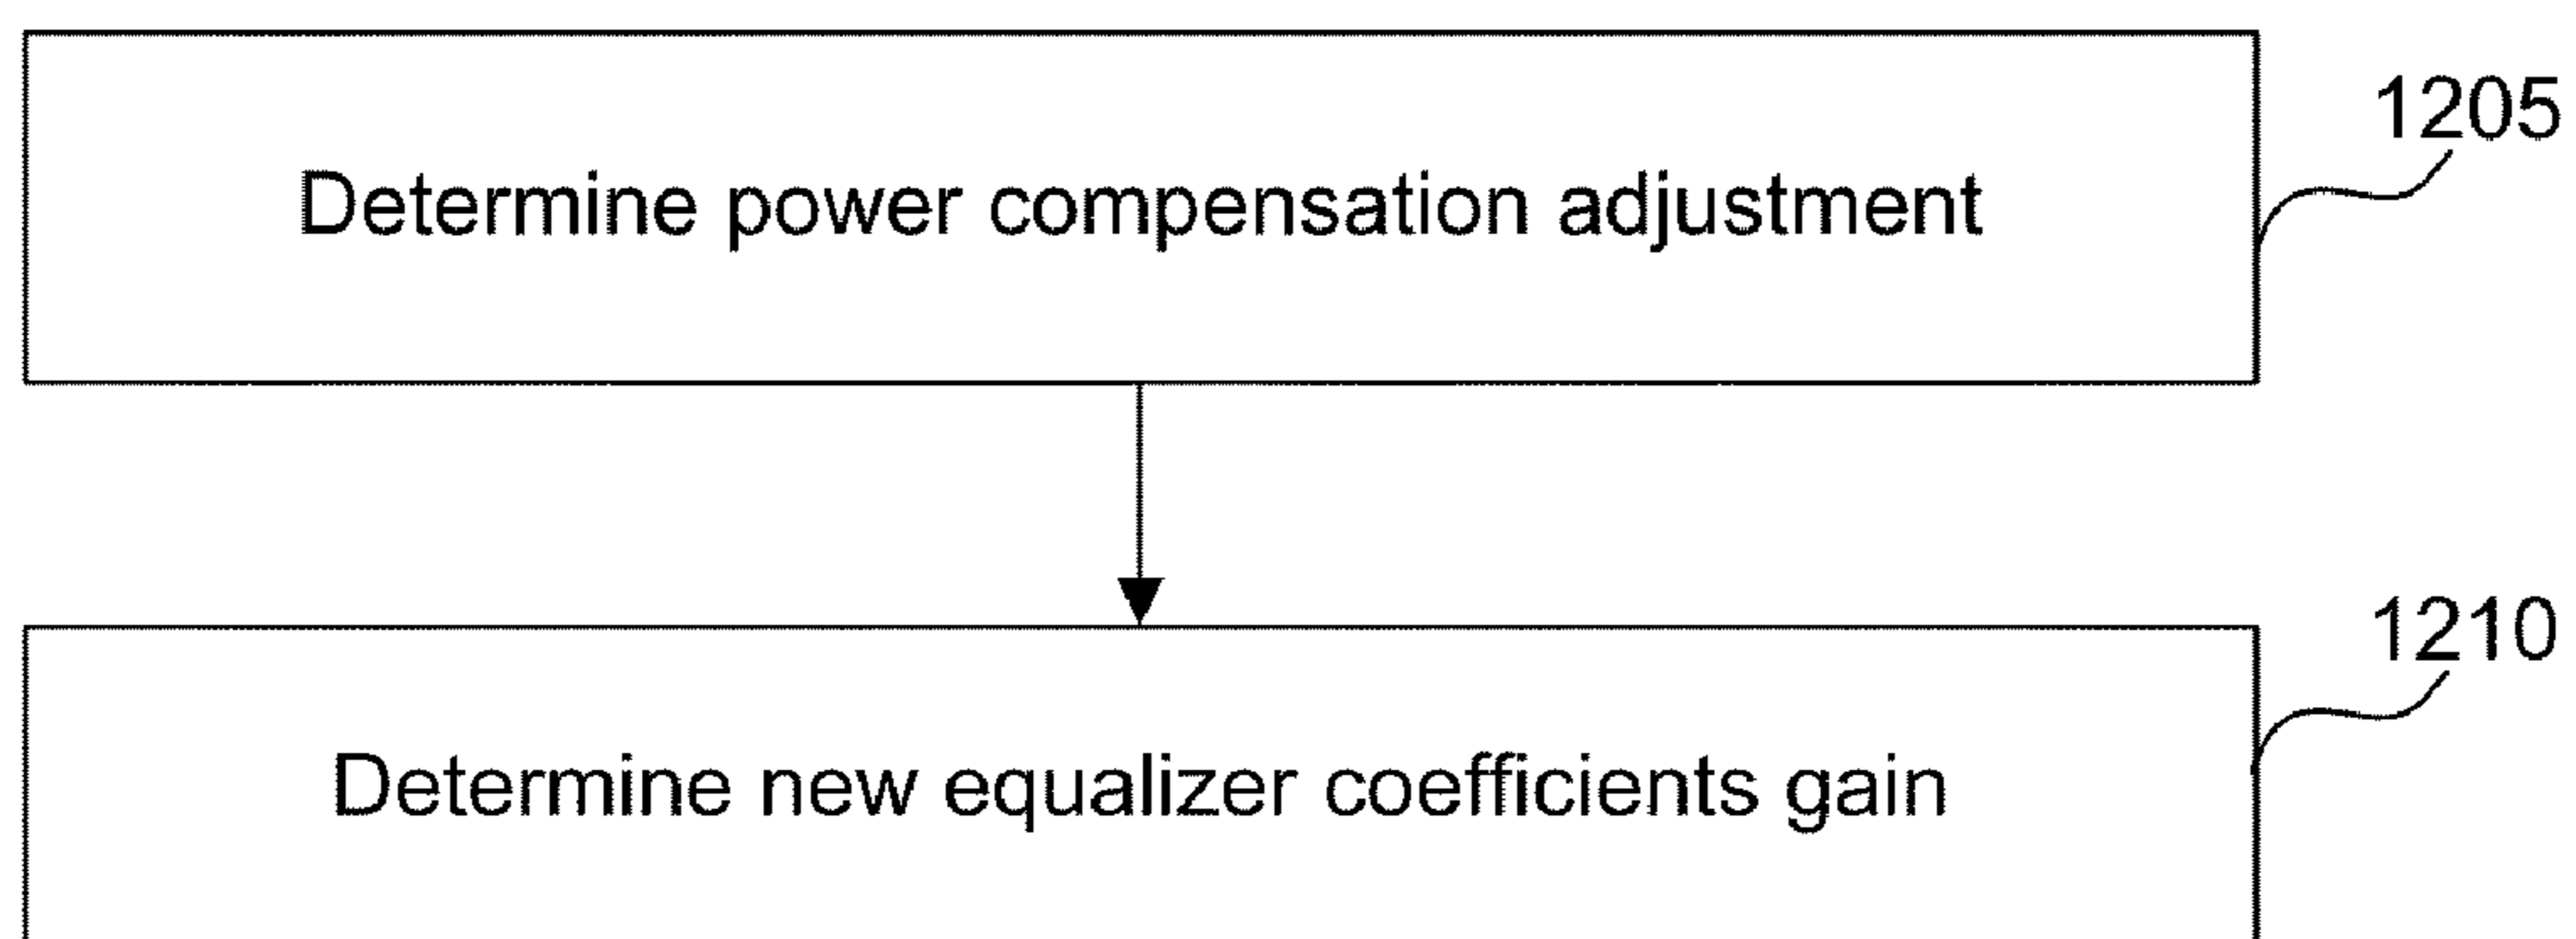 1205
Determine power compensation adjustment
1210
Determine new equalizer coefficients gain